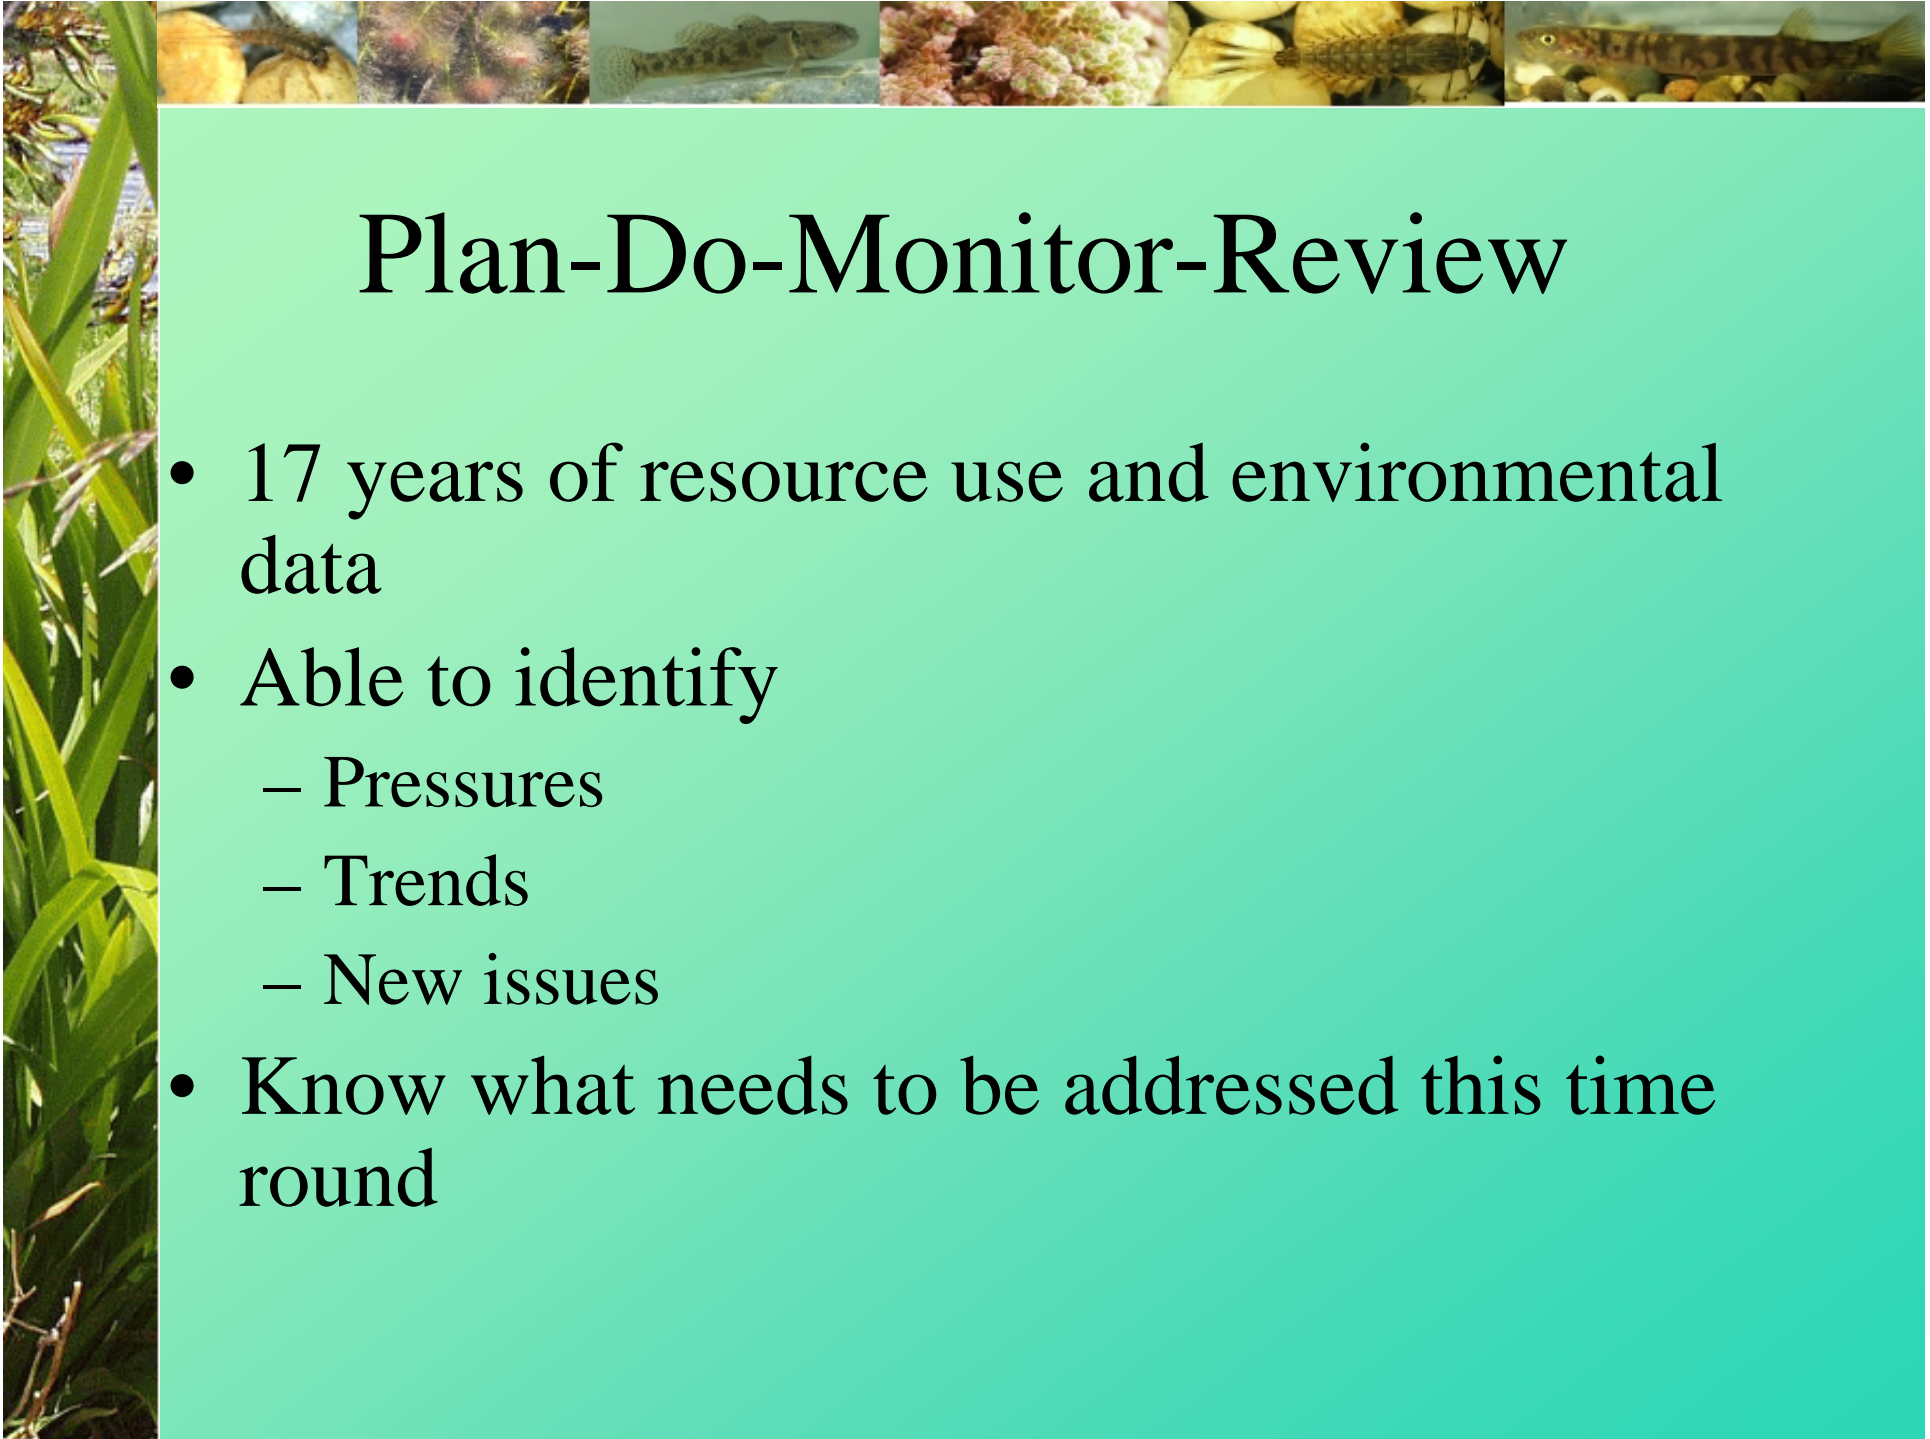 Plan-Do-Monitor-Review
• 17 years of resource use and environmental
data
• Able to identify
– Pressures
– Trends
– New issues
• Know what needs to be addressed this time
round